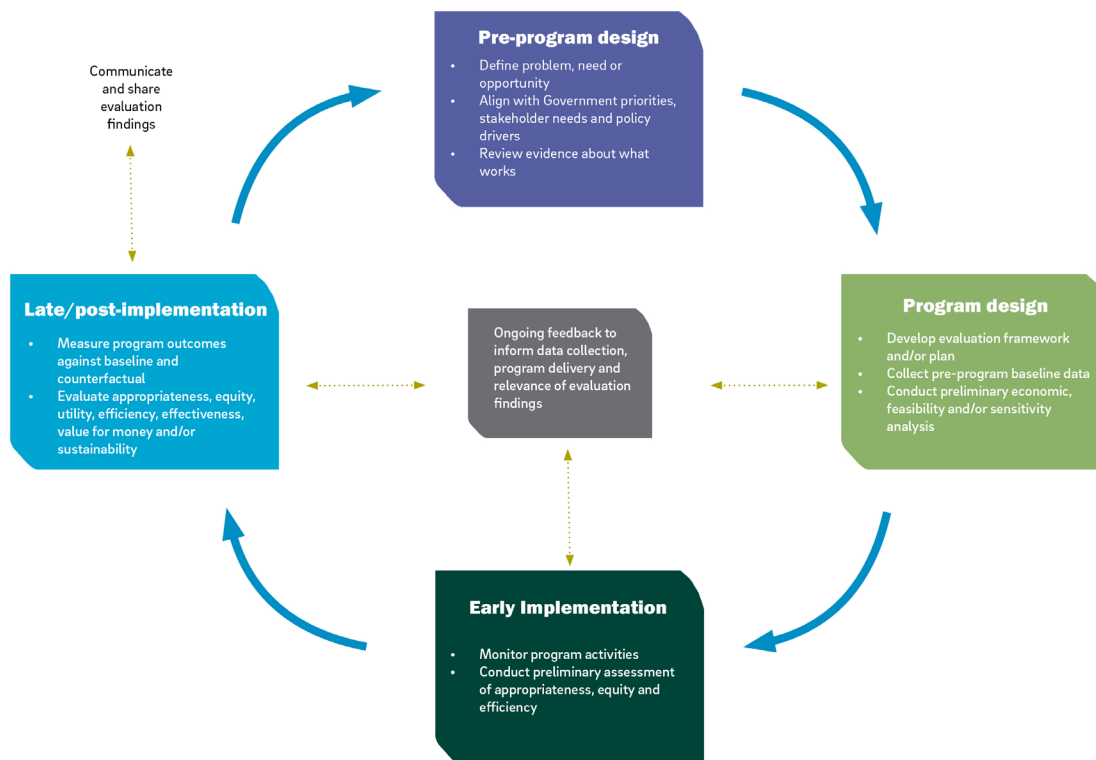 Pre-program design
• Define problem, need or
opportunity
• Align with Government priorities,
stakeholder needs and policy
drivers
• Review evidence about what
works
Communicate
and share
evaluation
findings
Late/post-implementation
• Measure program outcomes
against baseline and
counterfactual
• Evaluate appropriateness, equity,
utility, efficiency, effectiveness,
value for money and/or
sustainability
Ongoing feedback to
inform data collection,
program delivery and
relevance of evaluation
findings
Program design
• Develop evaluation framework
and/or plan
• Collect pre-program baseline data
• Conduct preliminary economic,
feasibility and/or sensitivity
analysis
Early Implementation
• Monitor program activities
• Conduct preliminary assessment
of appropriateness, equity and
efficiency